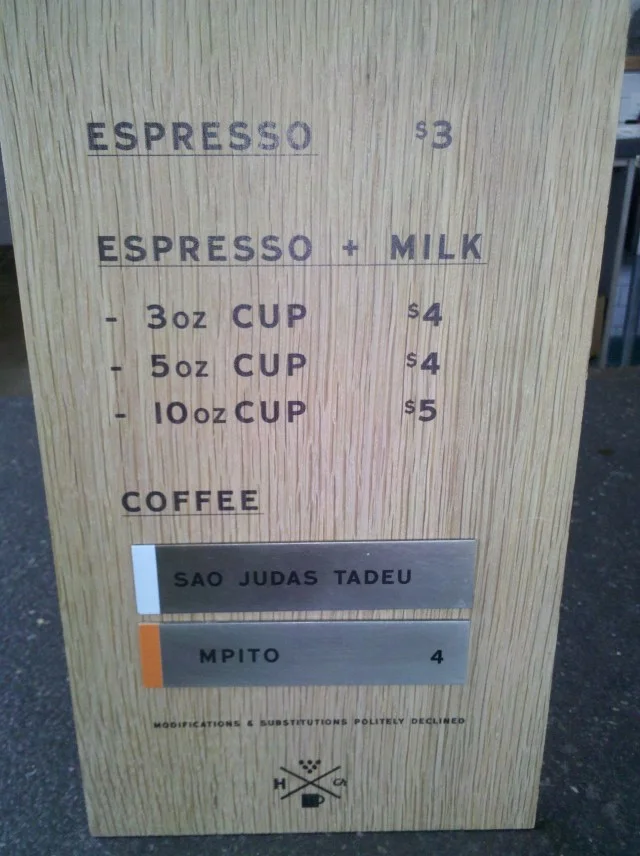 ESPRESSO $3
ESPRESSO + MILK
- 3oz CUP $4
- 5oz CUP $4
- 10oz CUP $5
COFFEE
SAO JUDAS TADEU
MPITO 4
MODIFICATIONS & SUBSTITUTIONS POLITELY DECLINED
H CA